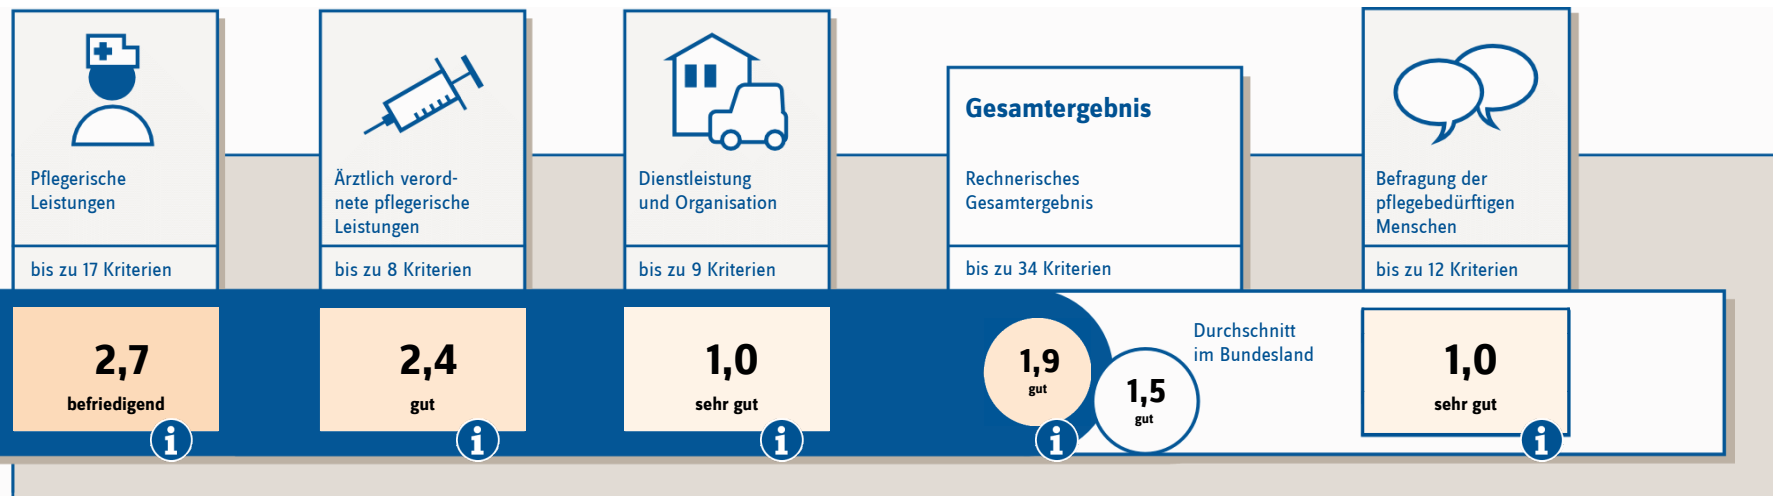 Pflegerische
Leistungen
bis zu 17 Kriterien
2,7
befriedigend
i
Ärztlich verord-
nete pflegerische
Leistungen
bis zu 8 Kriterien
2,4
gut
i
Dienstleistung
und Organisation
bis zu 9 Kriterien
1,0
sehr gut
i
Gesamtergebnis
Rechnerisches
Gesamtergebnis
bis zu 34 Kriterien
1,9
gut
i
1,5
gut
Durchschnitt
im Bundesland
Befragung der
pflegebedürftigen
Menschen
bis zu 12 Kriterien
1,0
sehr gut
i